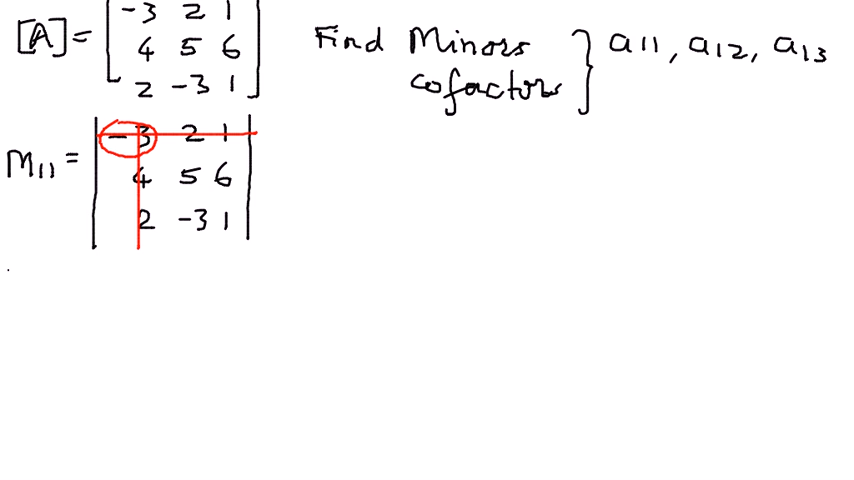 [A] = [ -3 2 1 Find Minors } a11, a12, a13
4 5 6 cofactors
2 -3 1 ]
M11 = | -3 2 1 |
4 5 6
2 -3 1